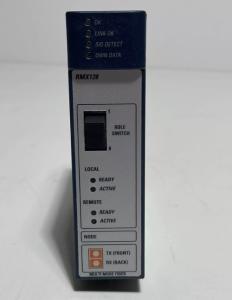 OK
LINK OK
SIG DETECT
OWN DATA
RMX128
ROLE
SWITCH
LOCAL
READY
ACTIVE
REMOTE
READY
ACTIVE
NODE
TX (FRONT)
RX (BACK)
MULTI-MODE FIBER